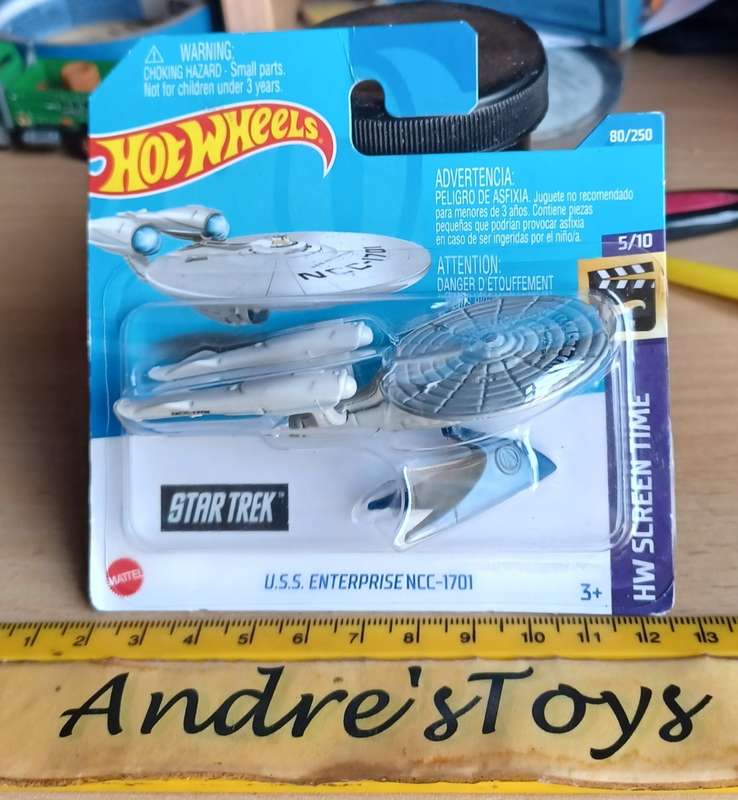 WARNING:
CHOKING HAZARD - Small parts.
Not for children under 3 years.
HOT WHEELS
80/250
ADVERTENCIA:
PELIGRO DE ASFIXIA. Juguete no recomendado
para menores de 3 años. Contiene piezas
pequeñas que podrían provocar asfixia
en caso de ser ingeridas por el niño/a.
5/10
ATTENTION:
DANGER D'ÉTOUFFEMENT
NCC-1701
STAR TREK™
MATTEL
U.S.S. ENTERPRISE NCC-1701
3+
HW SCREEN TIME
1 2 3 4 5 6 7 8 9 10 11 12 13
Andre'sToys